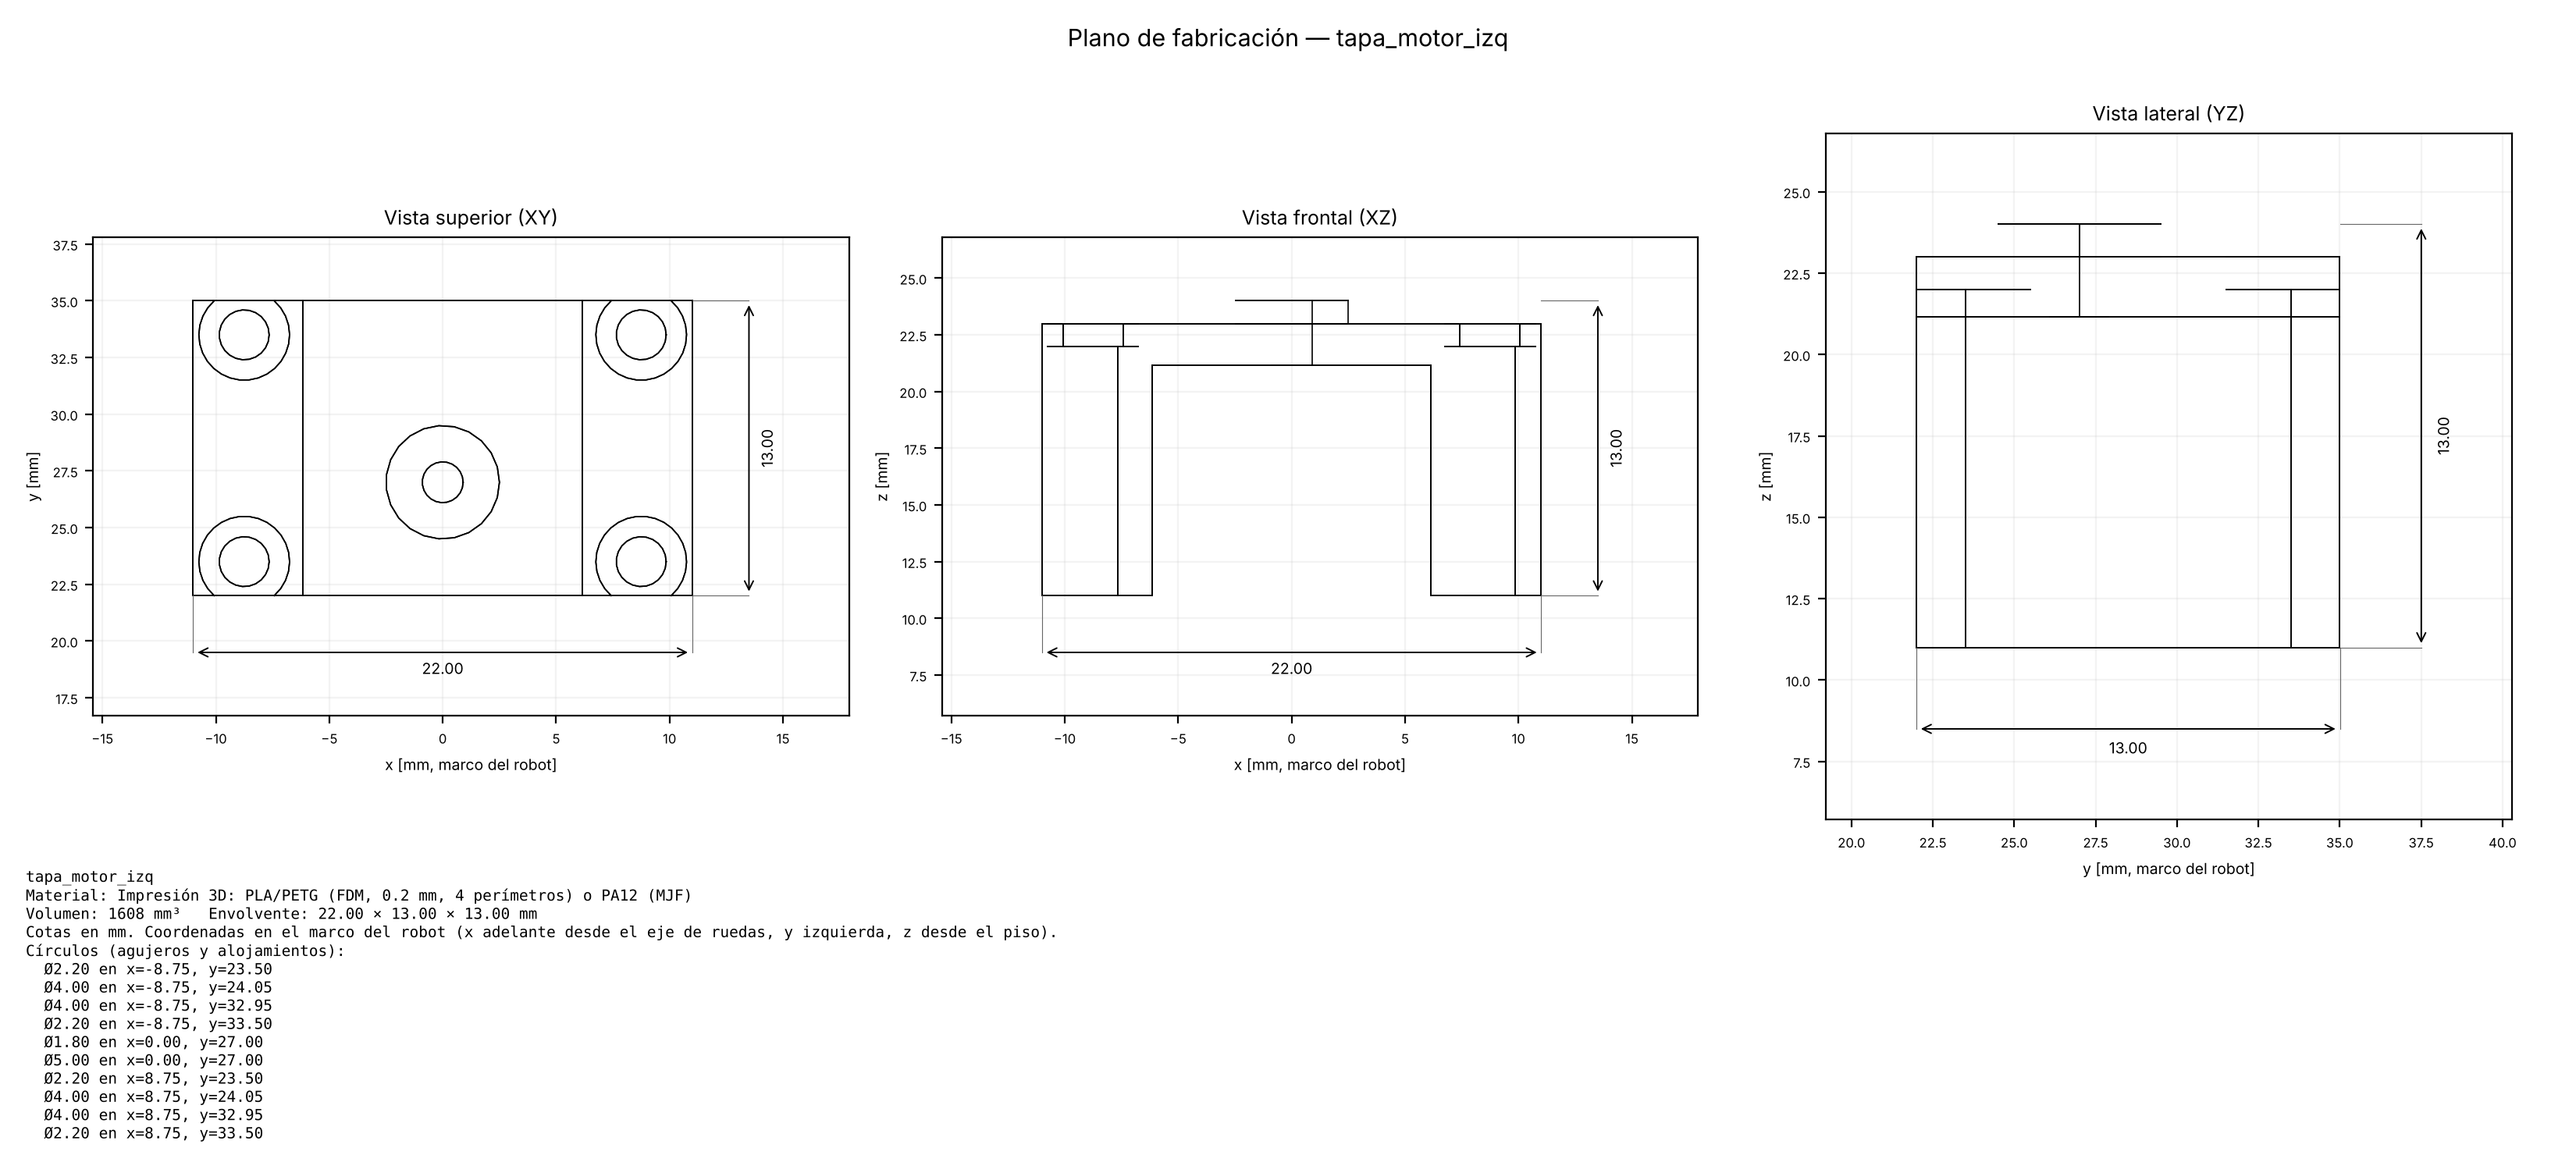 Plano de fabricación — tapa_motor_izq
Vista superior (XY)
37.5
35.0
32.5
30.0
27.5
25.0
22.5
20.0
17.5
y [mm]
13.00
22.00
−15
−10
−5
0
5
10
15
x [mm, marco del robot]
Vista frontal (XZ)
25.0
22.5
20.0
17.5
15.0
12.5
10.0
7.5
z [mm]
13.00
22.00
−15
−10
−5
0
5
10
15
x [mm, marco del robot]
Vista lateral (YZ)
25.0
22.5
20.0
17.5
15.0
12.5
10.0
7.5
z [mm]
13.00
13.00
20.0
22.5
25.0
27.5
30.0
32.5
35.0
37.5
40.0
y [mm, marco del robot]
tapa_motor_izq
Material: Impresión 3D: PLA/PETG (FDM, 0.2 mm, 4 perímetros) o PA12 (MJF)
Volumen: 1608 mm³   Envolvente: 22.00 × 13.00 × 13.00 mm
Cotas en mm. Coordenadas en el marco del robot (x adelante desde el eje de ruedas, y izquierda, z desde el piso).
Círculos (agujeros y alojamientos):
Ø2.20 en x=-8.75, y=23.50
Ø4.00 en x=-8.75, y=24.05
Ø4.00 en x=-8.75, y=32.95
Ø2.20 en x=-8.75, y=33.50
Ø1.80 en x=0.00, y=27.00
Ø5.00 en x=0.00, y=27.00
Ø2.20 en x=8.75, y=23.50
Ø4.00 en x=8.75, y=24.05
Ø4.00 en x=8.75, y=32.95
Ø2.20 en x=8.75, y=33.50